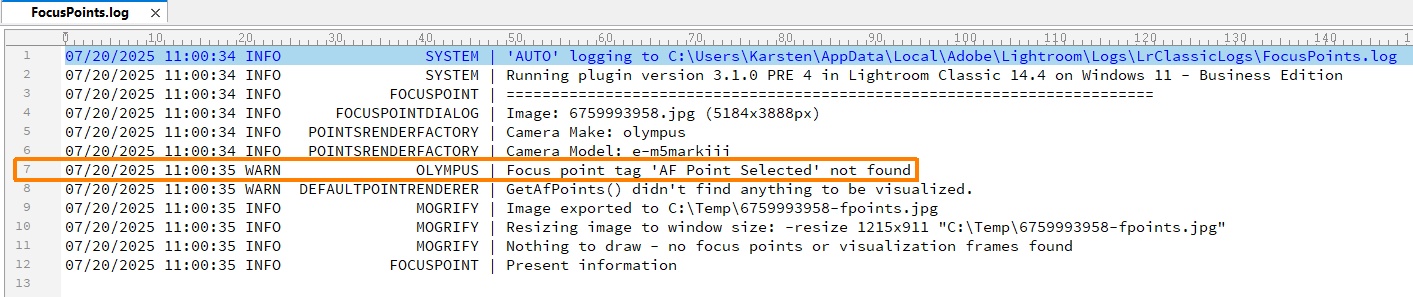 FocusPoints.log ×
0 10 20 30 40 50 60 70 80 90 100 110 120 130 140
1 07/20/2025 11:00:34 INFO SYSTEM | 'AUTO' logging to C:\Users\Karsten\AppData\Local\Adobe\Lightroom\Logs\LrClassicLogs\FocusPoints.log
2 07/20/2025 11:00:34 INFO SYSTEM | Running plugin version 3.1.0 PRE 4 in Lightroom Classic 14.4 on Windows 11 - Business Edition
3 07/20/2025 11:00:34 INFO FOCUSPOINT | ========================================================================
4 07/20/2025 11:00:34 INFO FOCUSPOINTDIALOG | Image: 6759993958.jpg (5184x3888px)
5 07/20/2025 11:00:34 INFO POINTSRENDERFACTORY | Camera Make: olympus
6 07/20/2025 11:00:34 INFO POINTSRENDERFACTORY | Camera Model: e-m5markiii
7 07/20/2025 11:00:35 WARN OLYMPUS | Focus point tag 'AF Point Selected' not found
8 07/20/2025 11:00:35 WARN DEFAULTPOINTRENDERER | GetAfPoints() didn't find anything to be visualized.
9 07/20/2025 11:00:35 INFO MOGRIFY | Image exported to C:\Temp\6759993958-fpoints.jpg
10 07/20/2025 11:00:35 INFO MOGRIFY | Resizing image to window size: -resize 1215x911 "C:\Temp\6759993958-fpoints.jpg"
11 07/20/2025 11:00:35 INFO MOGRIFY | Nothing to draw - no focus points or visualization frames found
12 07/20/2025 11:00:35 INFO FOCUSPOINT | Present information
13